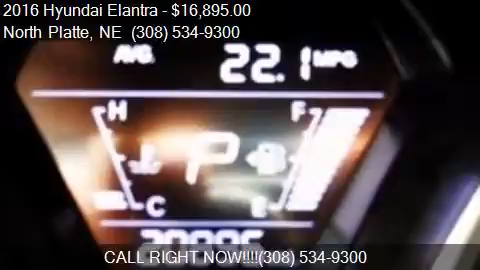 2016 Hyundai Elantra - $16,895.00
North Platte, NE (308) 534-9300
AVG. 22.1 MPG
H F
P
C E
CALL RIGHT NOW!!!!(308) 534-9300